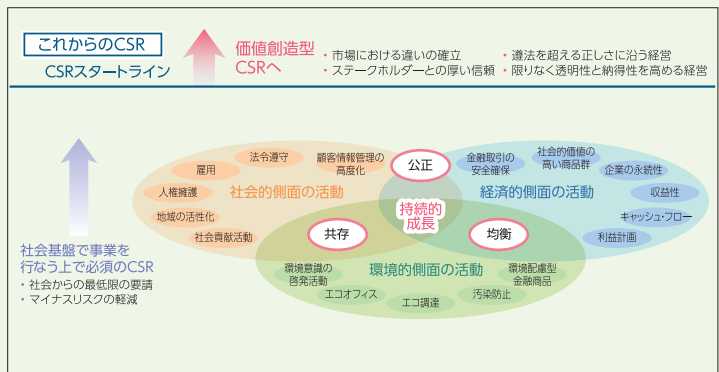 これからのCSR
CSRスタートライン
価値創造型
CSRへ
・市場における違いの確立
・ステークホルダーとの厚い信頼
・遵法を超える正しさに沿う経営
・限りなく透明性と納得性を高める経営
社会基盤で事業を
行なう上で必須のCSR
・社会からの最低限の要請
・マイナスリスクの軽減
法令遵守
顧客情報管理の
高度化
雇用
人権擁護
社会的側面の活動
地域の活性化
社会貢献活動
公正
金融取引の
安全確保
社会的価値の
高い商品群
企業の永続性
経済的側面の活動
収益性
キャッシュ・フロー
利益計画
持続的
成長
共存
均衡
環境的側面の活動
環境意識の
啓発活動
エコオフィス
エコ調達
汚染防止
環境配慮型
金融商品